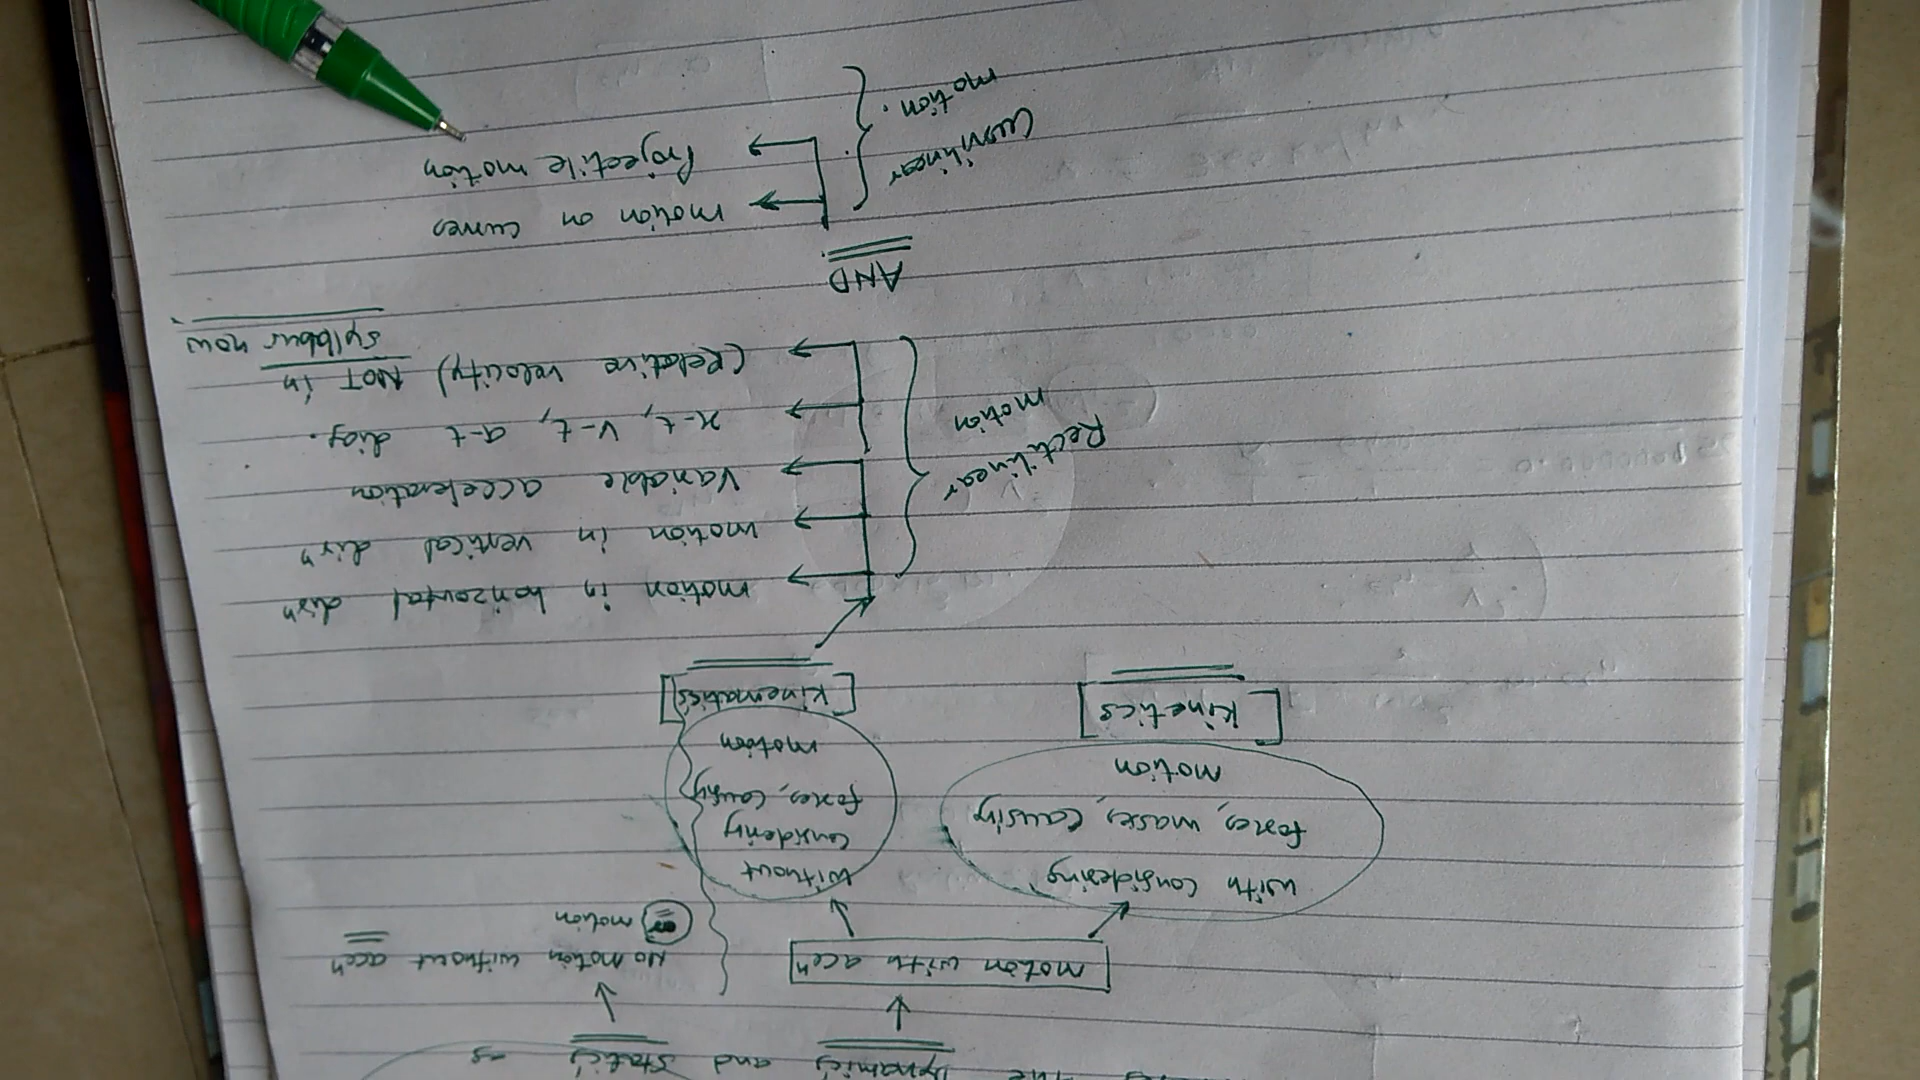 The Dynamics and Statics as
motion with accⁿ
No motion without accⁿ
or motion
With considering
forces, masses, causing
motion
[Kinetics]
Without
considering
forces, causing
motion
[Kinematics]
motion in horizontal dirⁿ
motion in vertical dirⁿ
Variable acceleration
x-t, v-t, a-t diag.
(Relative velocity) NOT in
syllabus now
Rectilinear
motion
AND
motion on curves
Projectile motion
Curvilinear
motion.